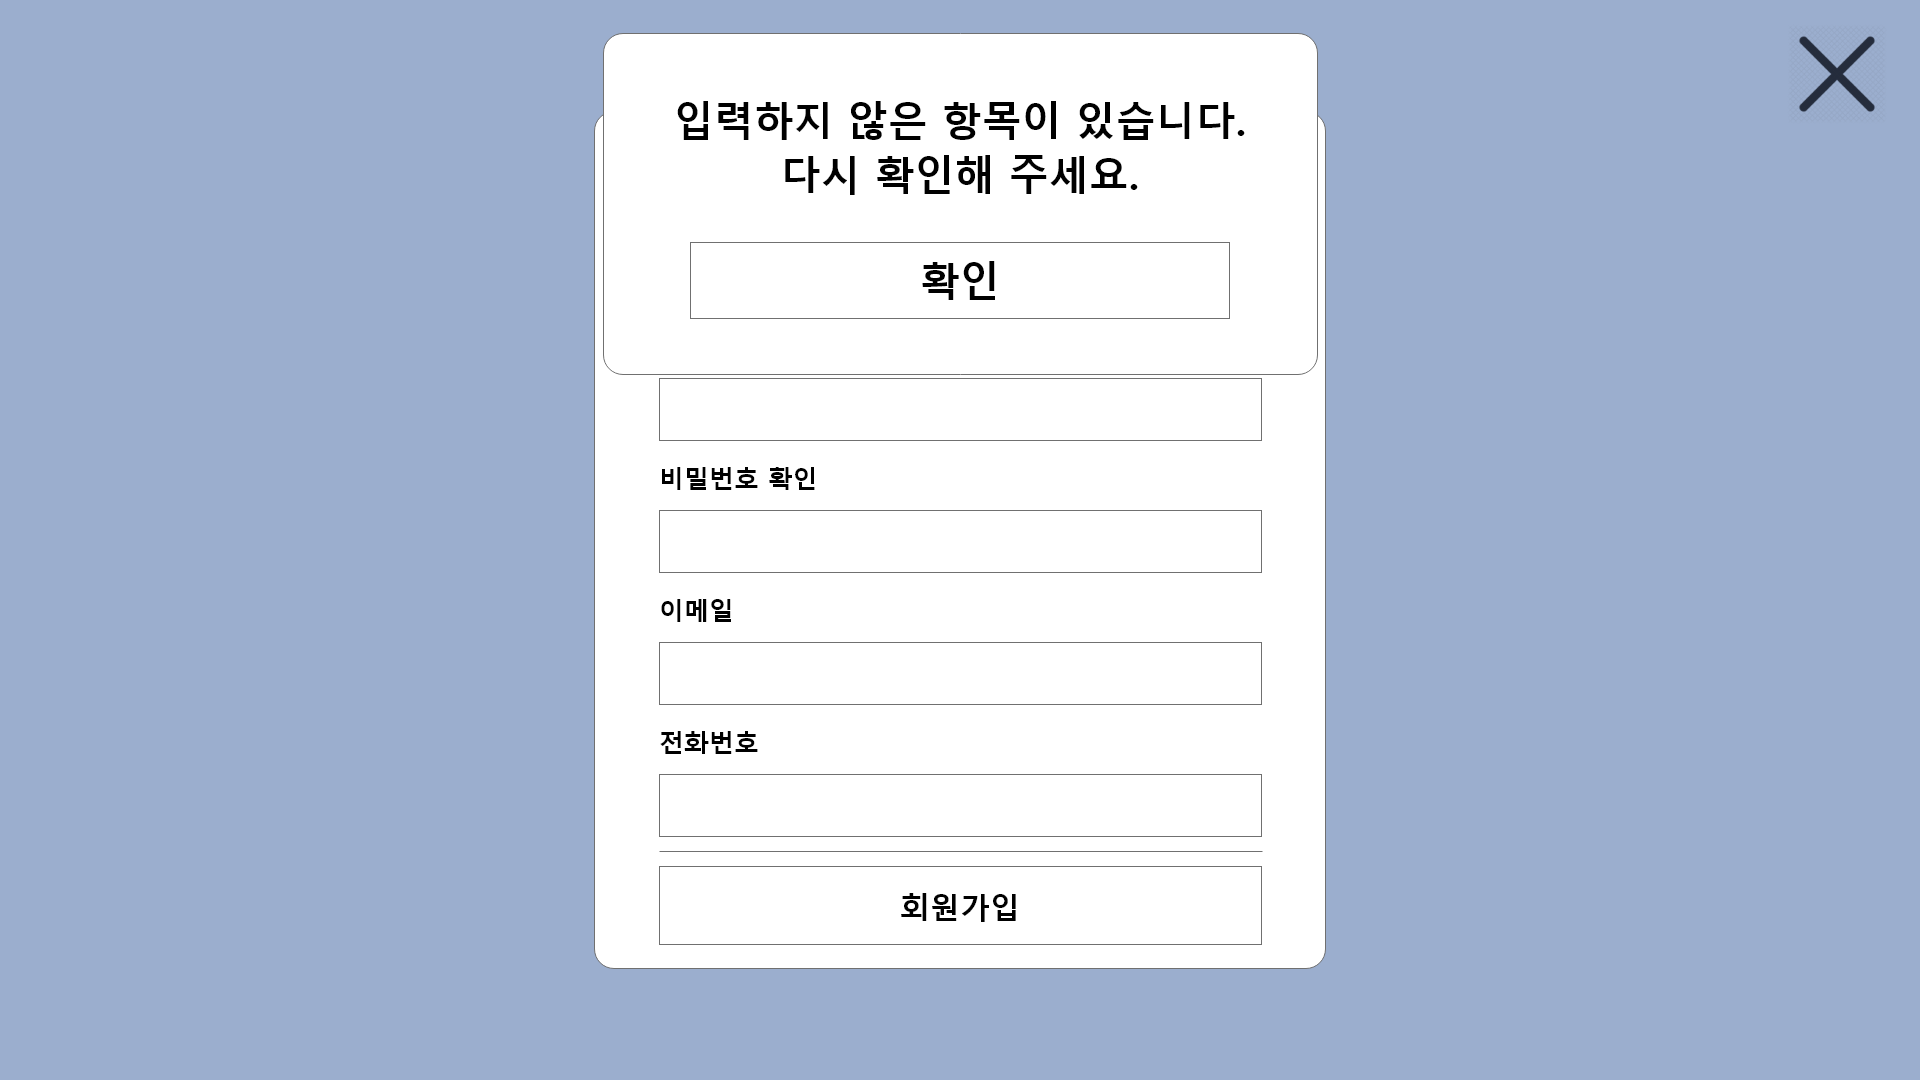 입력하지 않은 항목이 있습니다.
다시 확인해 주세요.
확인
비밀번호 확인
이메일
전화번호
회원가입